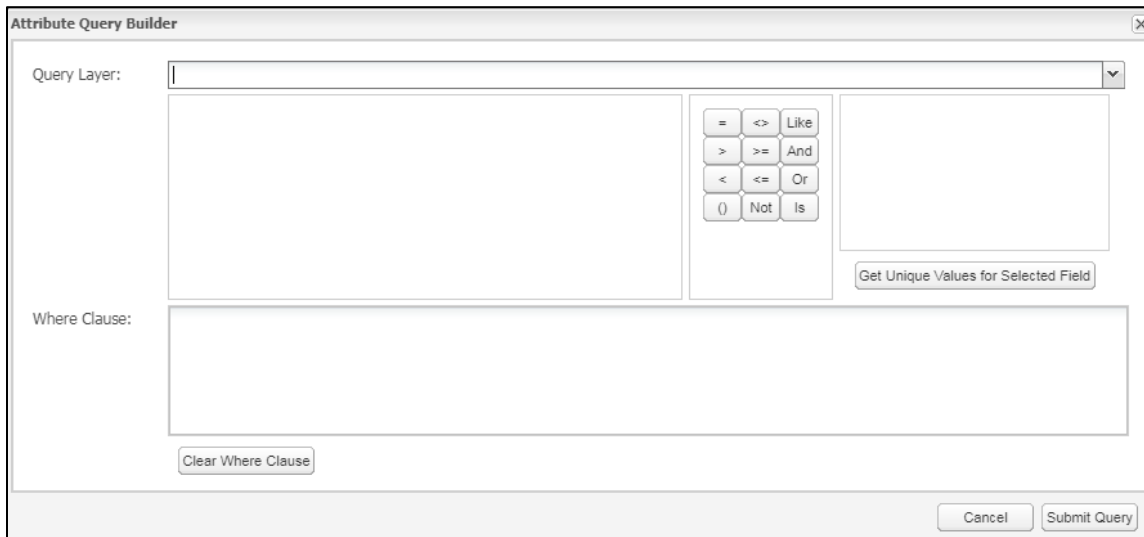 Attribute Query Builder
Query Layer:
= <> Like
> >= And
< <= Or
() Not Is
Get Unique Values for Selected Field
Where Clause:
Clear Where Clause
Cancel Submit Query